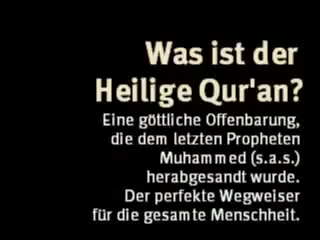 Was ist der
Heilige Qur'an?
Eine göttliche Offenbarung,
die dem letzten Propheten
Muhammed (s.a.s.)
herabgesandt wurde.
Der perfekte Wegweiser
für die gesamte Menschheit.